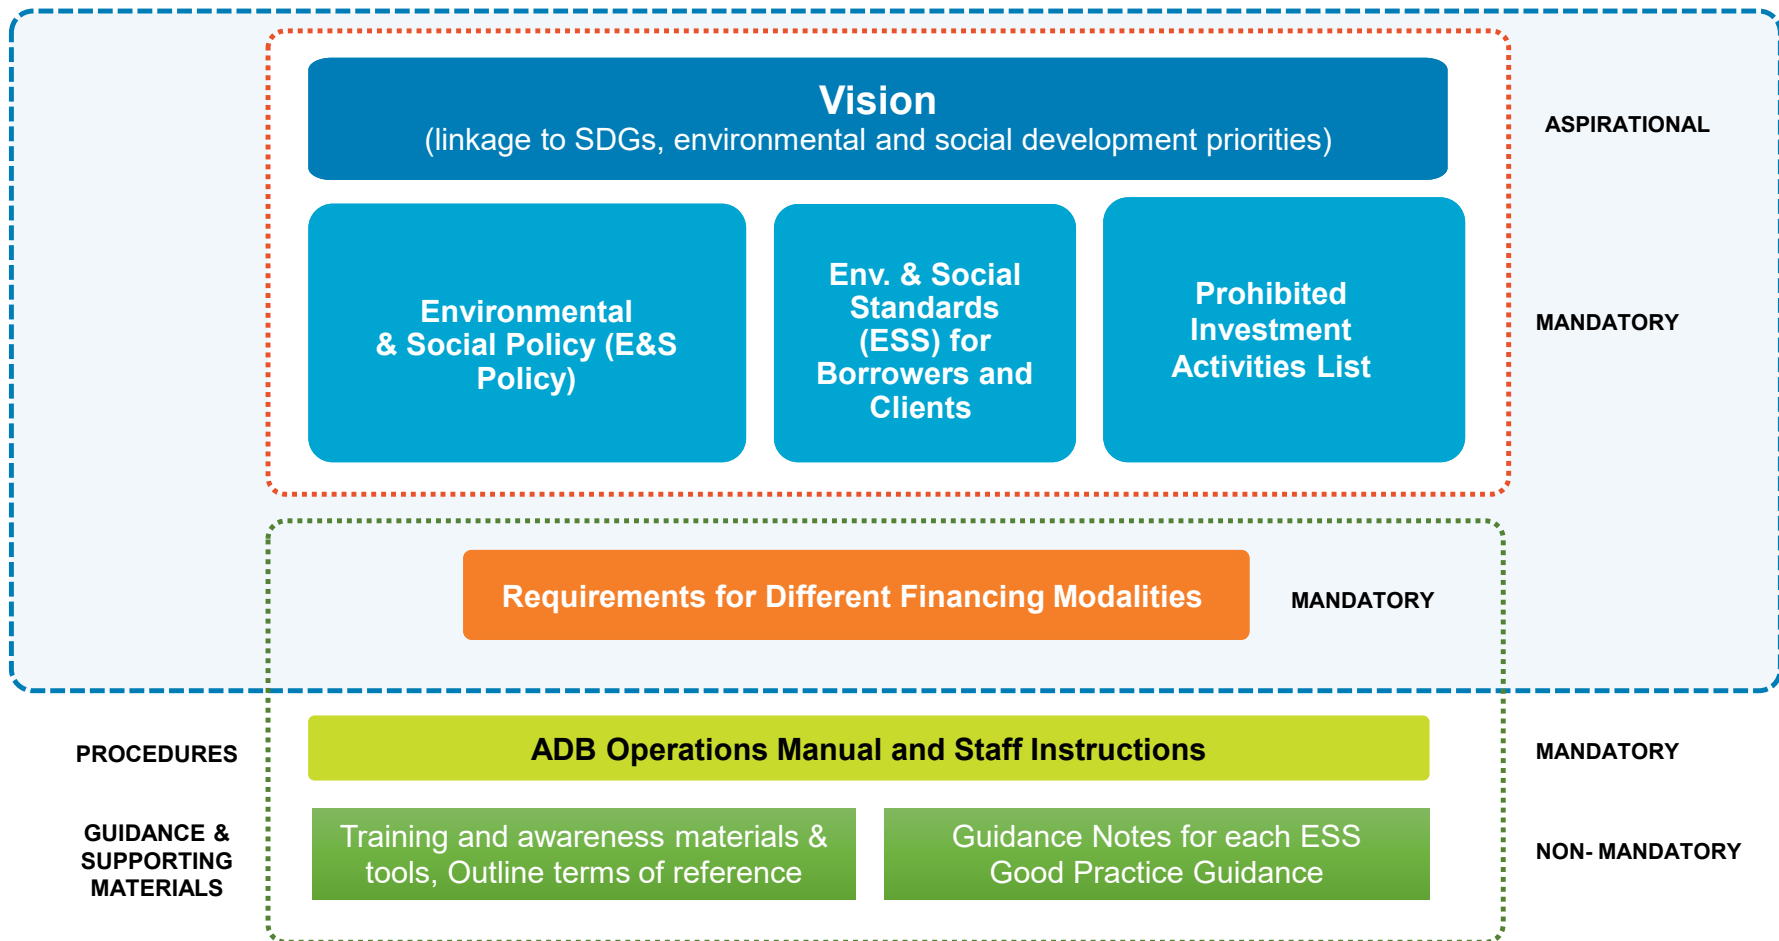 Vision
(linkage to SDGs, environmental and social development priorities)
ASPIRATIONAL
Environmental
& Social Policy (E&S
Policy)
Env. & Social
Standards
(ESS) for
Borrowers and
Clients
Prohibited
Investment
Activities List
MANDATORY
Requirements for Different Financing Modalities
MANDATORY
PROCEDURES
ADB Operations Manual and Staff Instructions
MANDATORY
GUIDANCE &
SUPPORTING
MATERIALS
Training and awareness materials &
tools, Outline terms of reference
Guidance Notes for each ESS
Good Practice Guidance
NON- MANDATORY